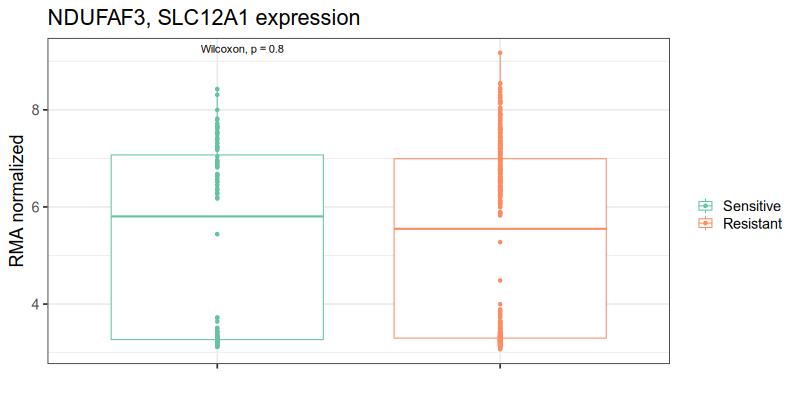 NDUFAF3, SLC12A1 expression
Wilcoxon, p = 0.8
RMA normalized
8
6
4
Sensitive
Resistant